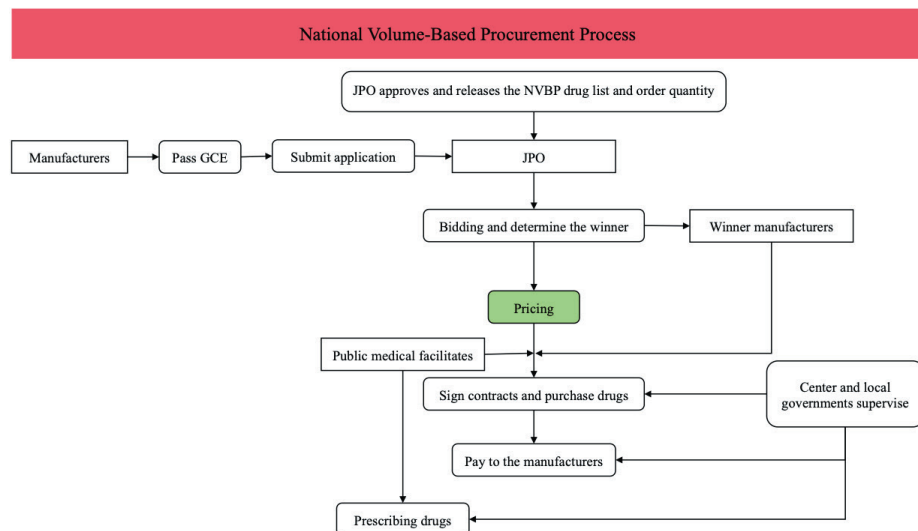 National Volume-Based Procurement Process
JPO approves and releases the NVBP drug list and order quantity
Manufacturers
Pass GCE
Submit application
JPO
Bidding and determine the winner
Winner manufacturers
Pricing
Public medical facilitates
Sign contracts and purchase drugs
Center and local
governments supervise
Pay to the manufacturers
Prescribing drugs